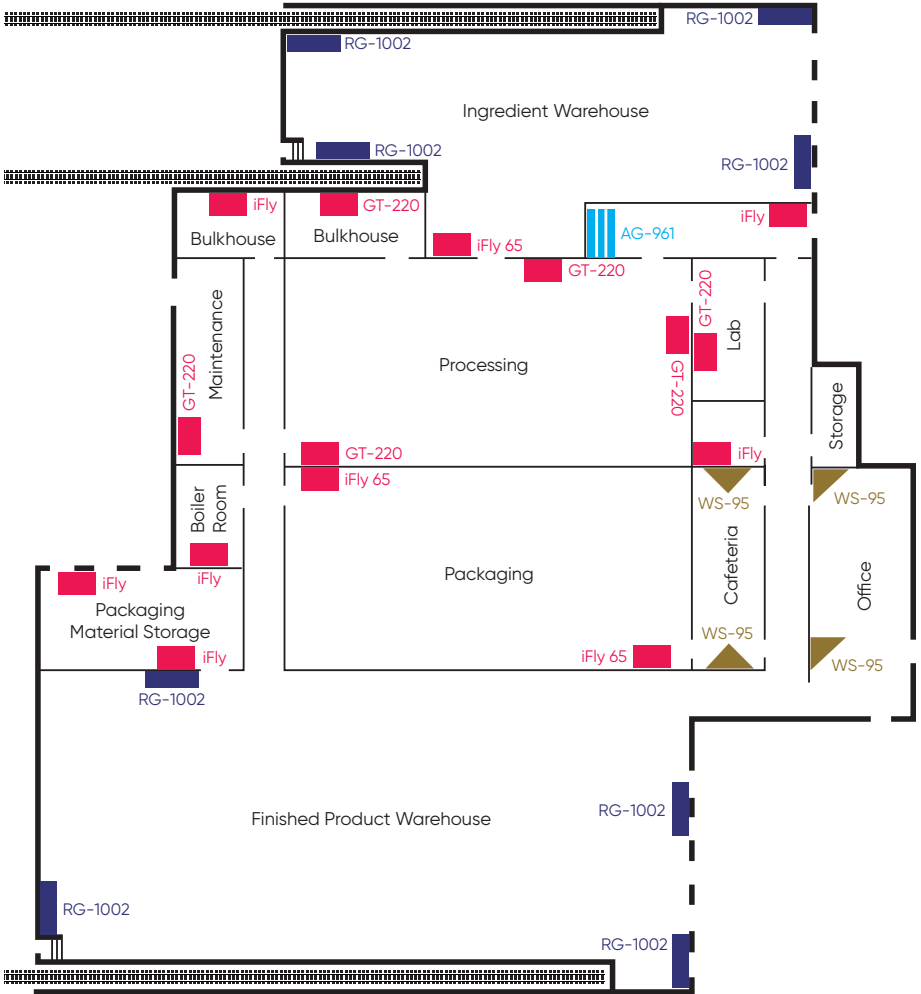 RG-1002
RG-1002
Ingredient Warehouse
RG-1002
RG-1002
iFly
GT-220
iFly
AG-961
Bulkhouse
Bulkhouse
iFly 65
GT-220
GT-220
Lab
Maintenance
GT-220
Processing
GT-220
Storage
GT-220
iFly
iFly 65
WS-95
WS-95
Boiler
Room
iFly
Packaging
Cafeteria
Office
iFly
Packaging
Material Storage
iFly
WS-95
iFly 65
WS-95
RG-1002
RG-1002
Finished Product Warehouse
RG-1002
RG-1002